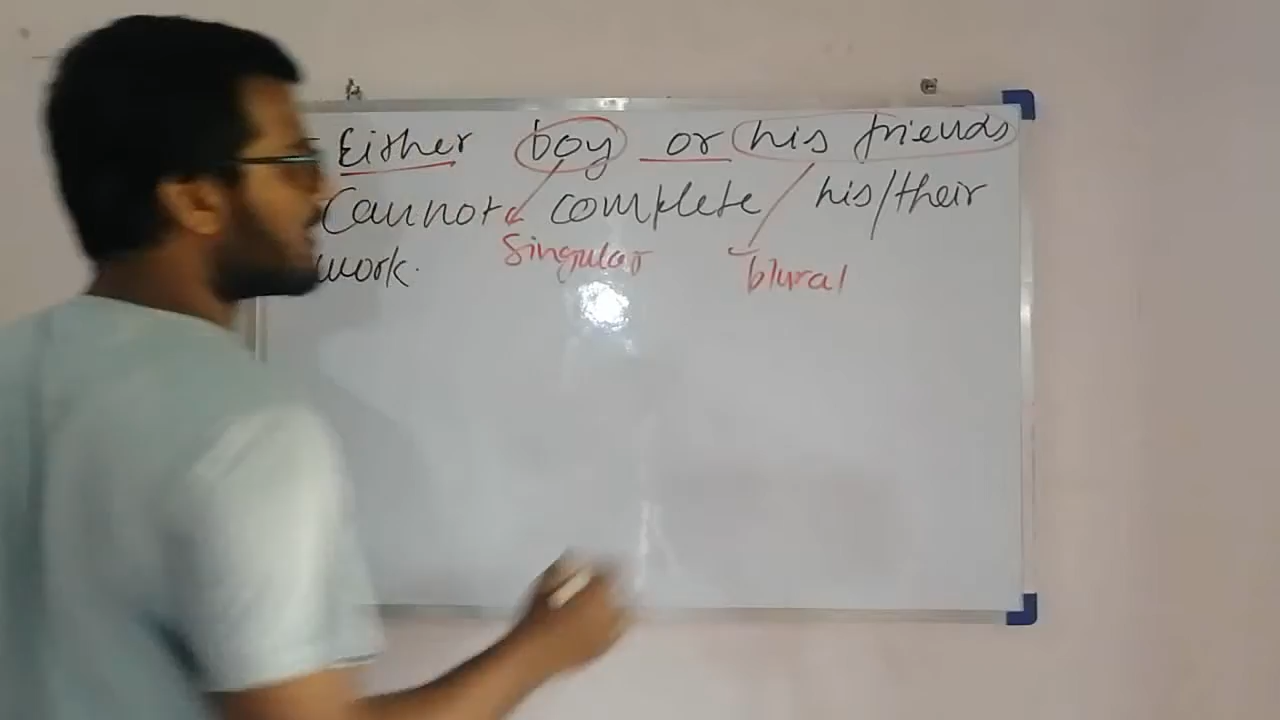 Either boy or his friends
Cannot complete his/their
work.
Singular
plural